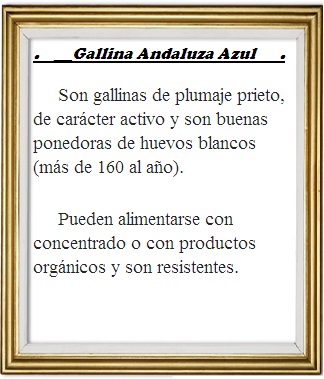 . __Gallina Andaluza Azul .
Son gallinas de plumaje prieto,
de carácter activo y son buenas
ponedoras de huevos blancos
(más de 160 al año).
Pueden alimentarse con
concentrado o con productos
orgánicos y son resistentes.